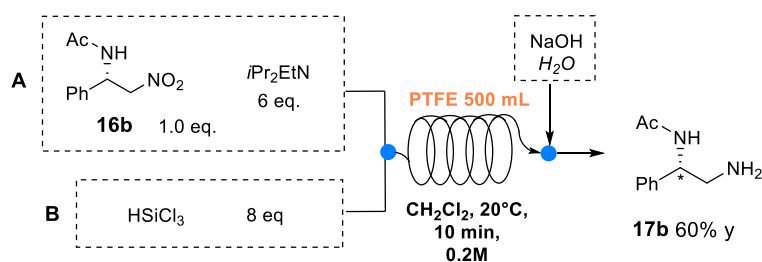 A
Ac
NH
Ph
NO2
16b
1.0 eq.
iPr2EtN
6 eq.
B
HSiCl3
8 eq
PTFE 500 mL
CH2Cl2, 20°C,
10 min,
0.2M
NaOH
H2O
Ac
NH
Ph
*
NH2
17b 60% y